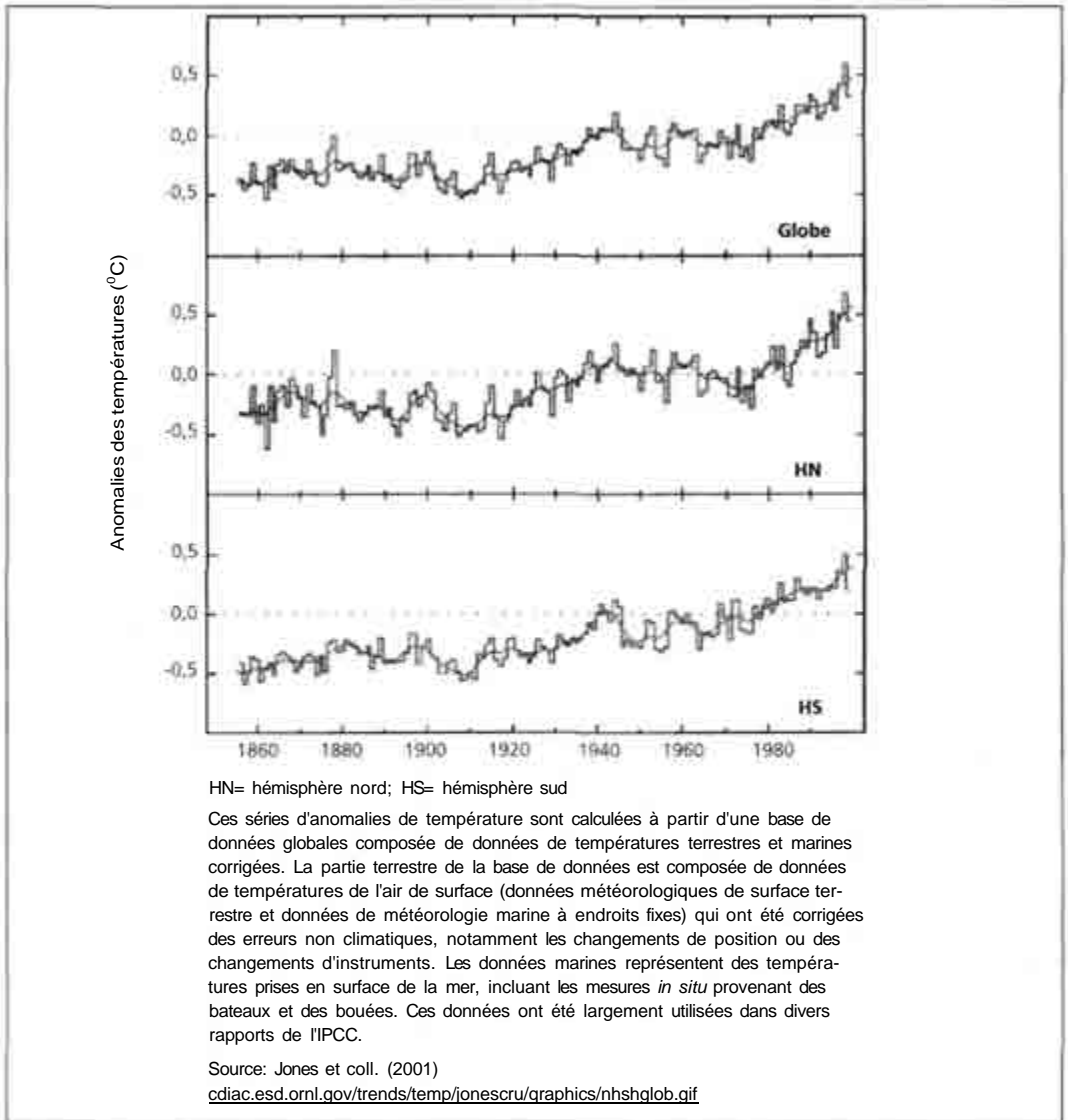 Anomalies des températures (⁰C)
0,5
0,0
-0,5
Globe
0,5
0,0
-0,5
HN
0,5
0,0
-0,5
HS
1860 1880 1900 1920 1940 1960 1980
HN= hémisphère nord; HS= hémisphère sud
Ces séries d'anomalies de température sont calculées à partir d'une base de
données globales composée de données de températures terrestres et marines
corrigées. La partie terrestre de la base de données est composée de données
de températures de l'air de surface (données météorologiques de surface ter-
restre et données de météorologie marine à endroits fixes) qui ont été corrigées
des erreurs non climatiques, notamment les changements de position ou des
changements d'instruments. Les données marines représentent des tempéra-
tures prises en surface de la mer, incluant les mesures in situ provenant des
bateaux et des bouées. Ces données ont été largement utilisées dans divers
rapports de l'IPCC.
Source: Jones et coll. (2001)
cdiac.esd.ornl.gov/trends/temp/jonescru/graphics/nhshglob.gif